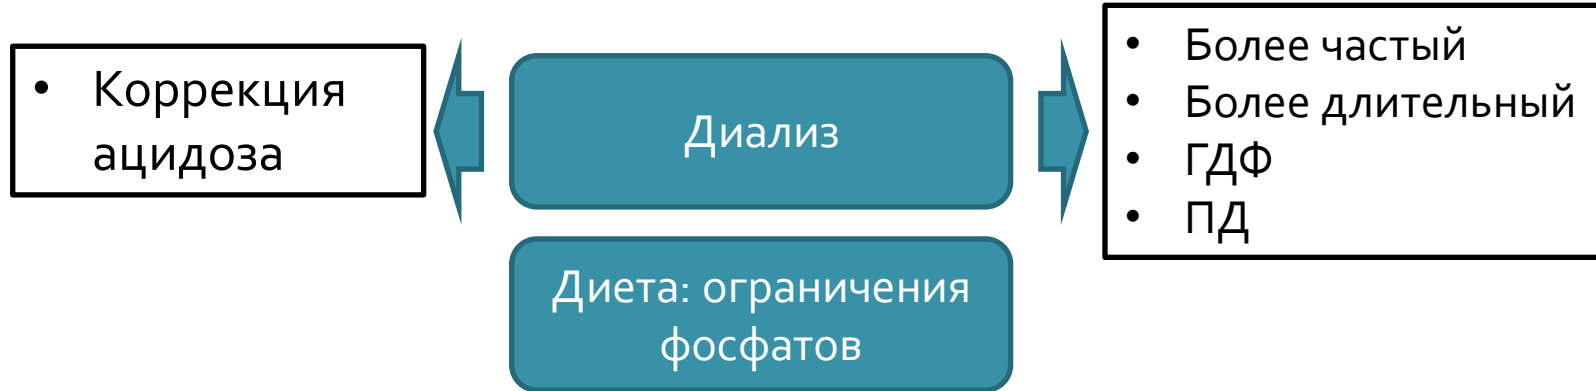 • Коррекция
ацидоза
Диализ
• Более частый
• Более длительный
• ГДФ
• ПД
Диета: ограничения
фосфатов